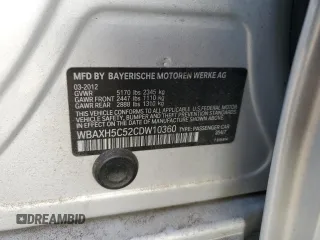 MFD BY BAYERISCHE MOTOREN WERKE AG
03-2012
GVWR 5170 lbs 2345 kg
GAWR FRONT 2447 lbs 1110 kg
GAWR REAR 2888 lbs 1310 kg
THIS VEHICLE CONFORMS TO ALL APPLICABLE
U.S. FEDERAL MOTOR VEHICLE
SAFETY, BUMPER AND THEFT PREVENTION
STANDARDS IN EFFECT ON THE DATE OF
MANUFACTURE SHOWN ABOVE.
WBAXH5C52CDW10360 TYPE: PASSENGER CAR
DREAMBID